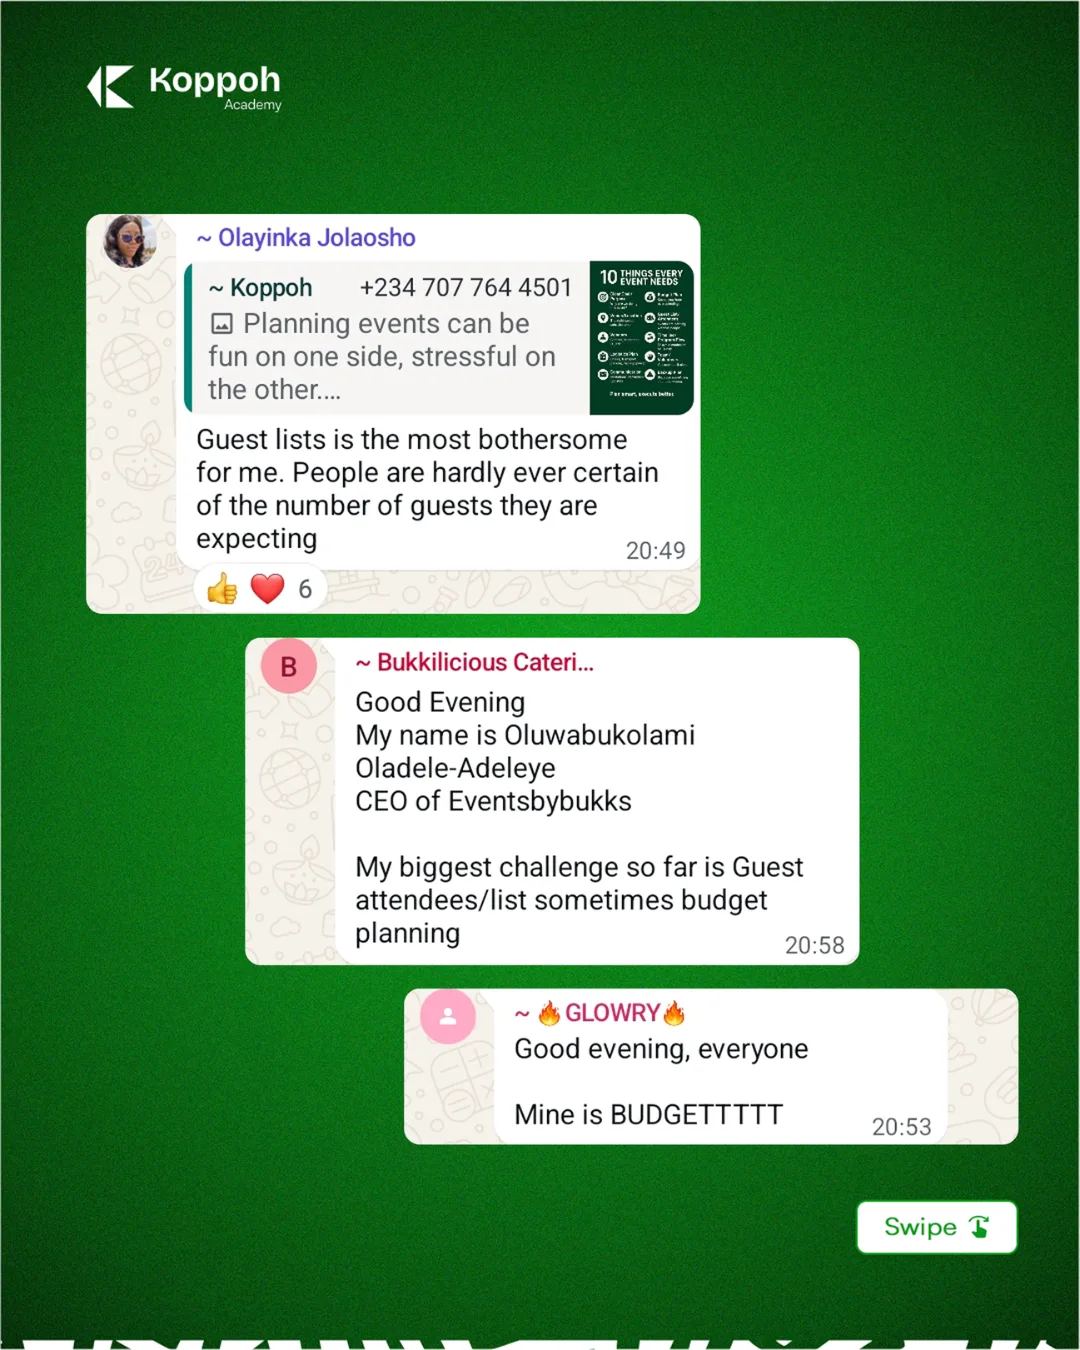 Koppoh
Academy
~ Olayinka Jolaosho
~ Koppoh +234 707 764 4501
Planning events can be
fun on one side, stressful on
the other....
10 THINGS EVERY
EVENT NEEDS
Plan smart, execute better.
Guest lists is the most bothersome
for me. People are hardly ever certain
of the number of guests they are
expecting
20:49
👍 ❤️ 6
B
~ Bukkilicious Cateri...
Good Evening
My name is Oluwabukolami
Oladele-Adeleye
CEO of Eventsbybukks
My biggest challenge so far is Guest
attendees/list sometimes budget
planning
20:58
~ 🔥GLOWRY🔥
Good evening, everyone
Mine is BUDGETTTTT
20:53
Swipe